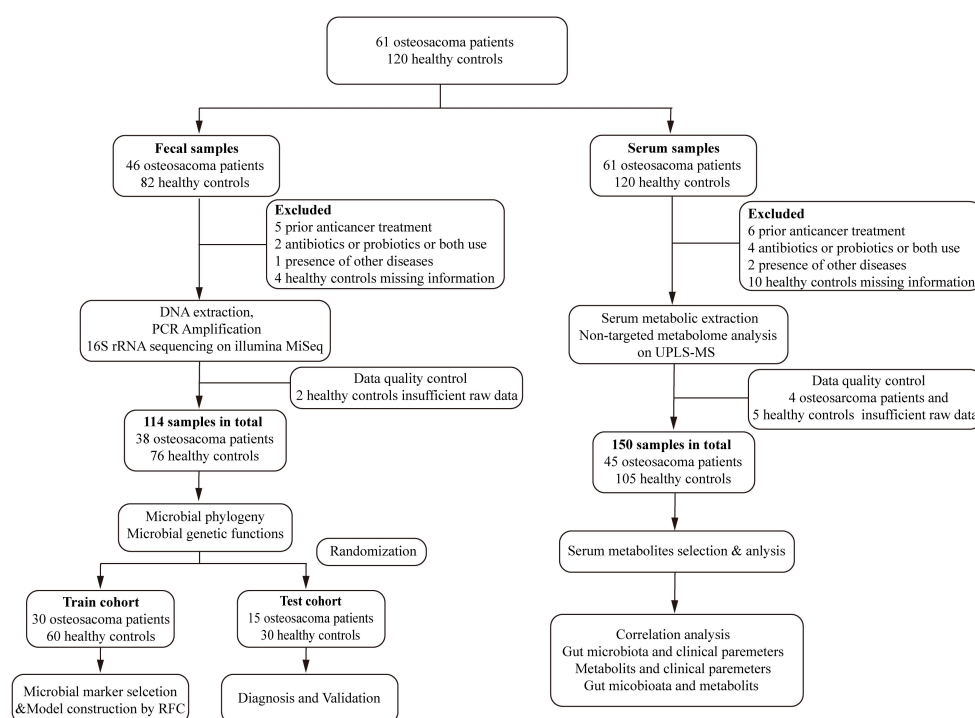 61 osteosacoma patients
120 healthy controls
Fecal samples
46 osteosacoma patients
82 healthy controls
Excluded
5 prior anticancer treatment
2 antibiotics or probiotics or both use
1 presence of other diseases
4 healthy controls missing information
DNA extraction,
PCR Amplification
16S rRNA sequencing on illumina MiSeq
Data quality control
2 healthy controls insufficient raw data
114 samples in total
38 osteosacoma patients
76 healthy controls
Microbial phylogeny
Microbial genetic functions
Randomization
Train cohort
30 osteosacoma patients
60 healthy controls
Test cohort
15 osteosacoma patients
30 healthy controls
Microbial marker selcetion
&Model construction by RFC
Diagnosis and Validation
Serum samples
61 osteosacoma patients
120 healthy controls
Excluded
6 prior anticancer treatment
4 antibiotics or probiotics or both use
2 presence of other diseases
10 healthy controls missing information
Serum metabolic extraction
Non-targeted metabolome analysis
on UPLS-MS
Data quality control
4 osteosarcoma patients and
5 healthy controls insufficient raw data
150 samples in total
45 osteosacoma patients
105 healthy controls
Serum metabolites selection & anlysis
Correlation analysis
Gut microbiota and clinical paremeters
Metabolits and clinical paremeters
Gut micobioata and metabolits